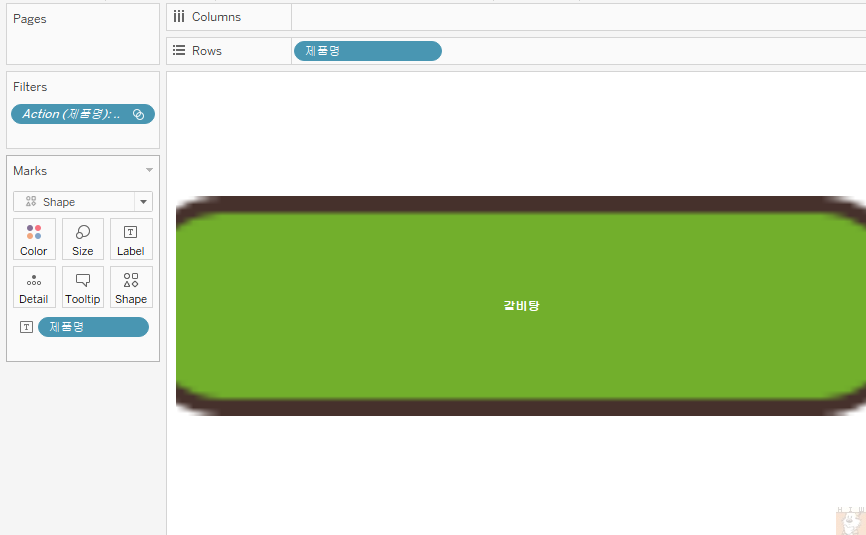 Pages
Columns
Rows
제품명
Filters
Action (제품명): ..
Marks
Shape
Color
Size
Label
Detail
Tooltip
Shape
T
제품명
갈비탕